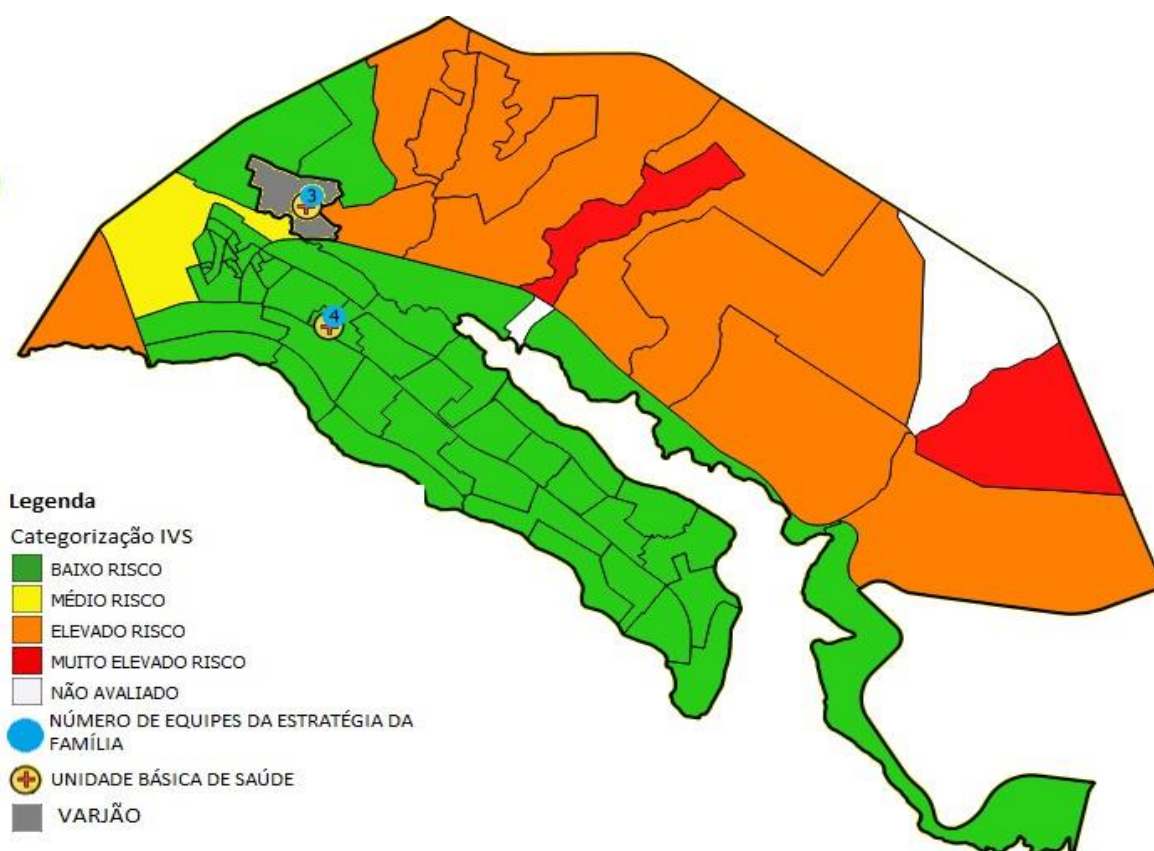 3
4
Legenda
Categorização IVS
BAIXO RISCO
MÉDIO RISCO
ELEVADO RISCO
MUITO ELEVADO RISCO
NÃO AVALIADO
NÚMERO DE EQUIPES DA ESTRATÉGIA DA
FAMÍLIA
UNIDADE BÁSICA DE SAÚDE
VARJÃO